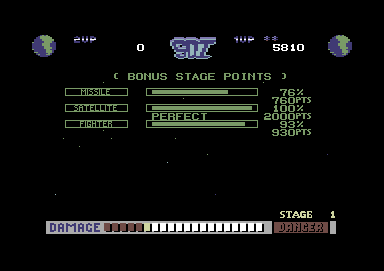 2UP 1UP **
0 SDI 5810
( BONUS STAGE POINTS )
MISSILE 76%
760PTS
SATELLITE 100%
PERFECT 2000PTS
FIGHTER 93%
930PTS
STAGE 1
DAMAGE DANGER